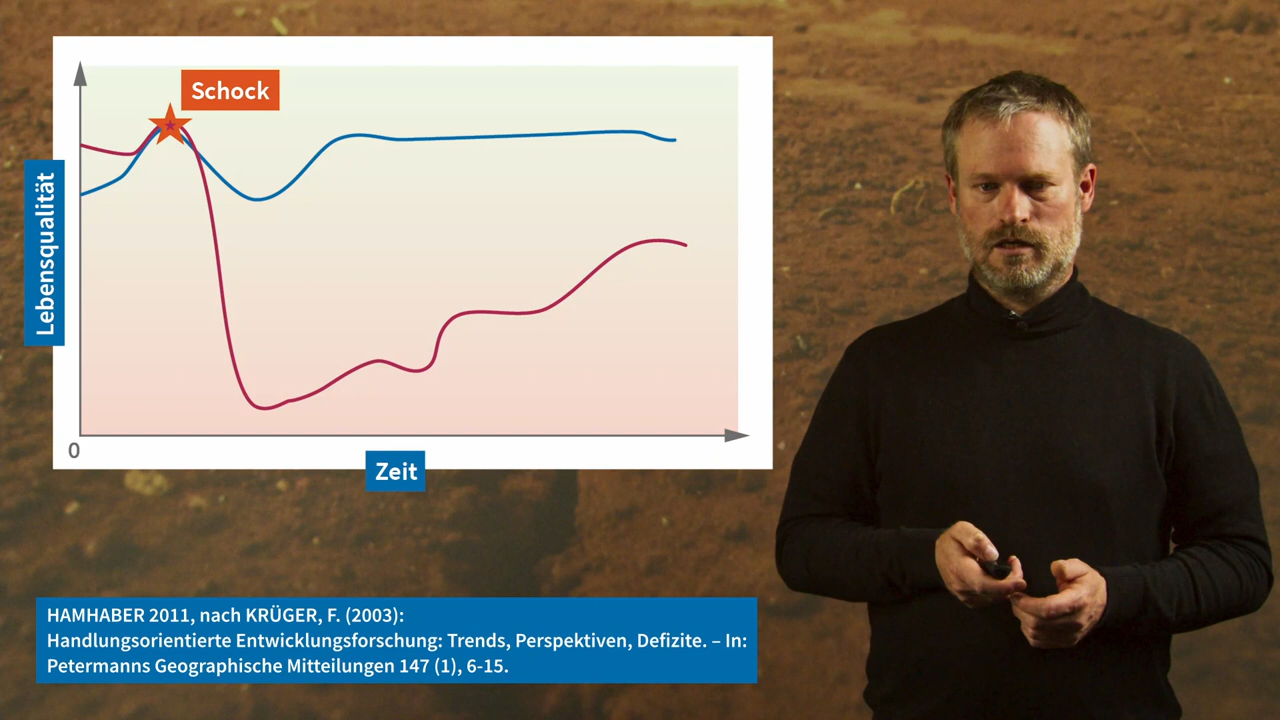 Schock
Lebensqualität
0
Zeit
HAMHABER 2011, nach KRÜGER, F. (2003):
Handlungsorientierte Entwicklungsforschung: Trends, Perspektiven, Defizite. – In:
Petermanns Geographische Mitteilungen 147 (1), 6-15.